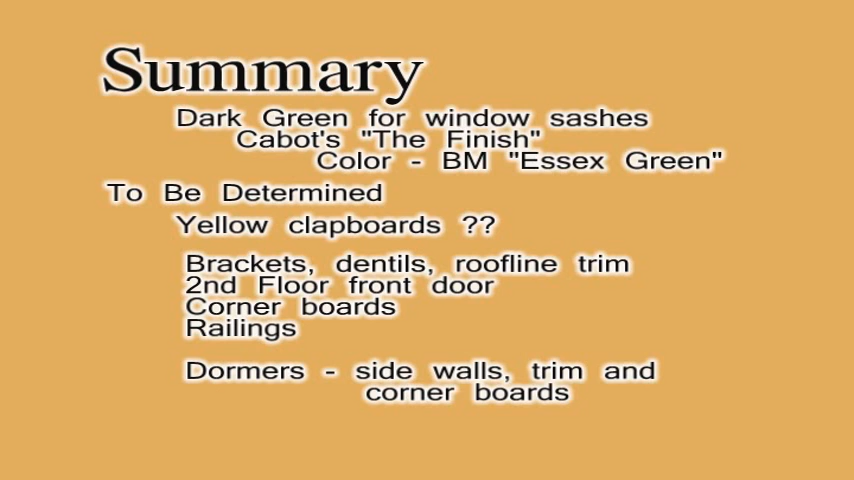 Summary
Dark Green for window sashes
Cabot's "The Finish"
Color - BM "Essex Green"
To Be Determined
Yellow clapboards ??
Brackets, dentils, roofline trim
2nd Floor front door
Corner boards
Railings
Dormers - side walls, trim and
corner boards